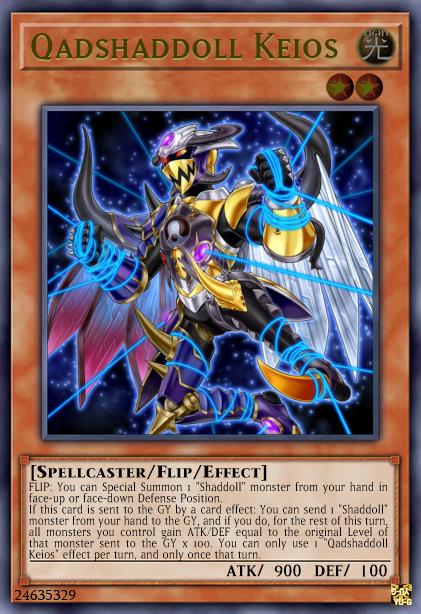 QADSHADDOLL KEIOS
LIGHT
光
[SPELLCASTER/FLIP/EFFECT]
FLIP: You can Special Summon 1 "Shaddoll" monster from your hand in
face-up or face-down Defense Position.
If this card is sent to the GY by a card effect: You can send 1 "Shaddoll"
monster from your hand to the GY, and if you do, for the rest of this turn,
all monsters you control gain ATK/DEF equal to the original Level of
that monster sent to the GY x 100. You can only use 1 "Qadshaddoll
Keios" effect per turn, and only once that turn.
ATK/ 900 DEF/ 100
24635329